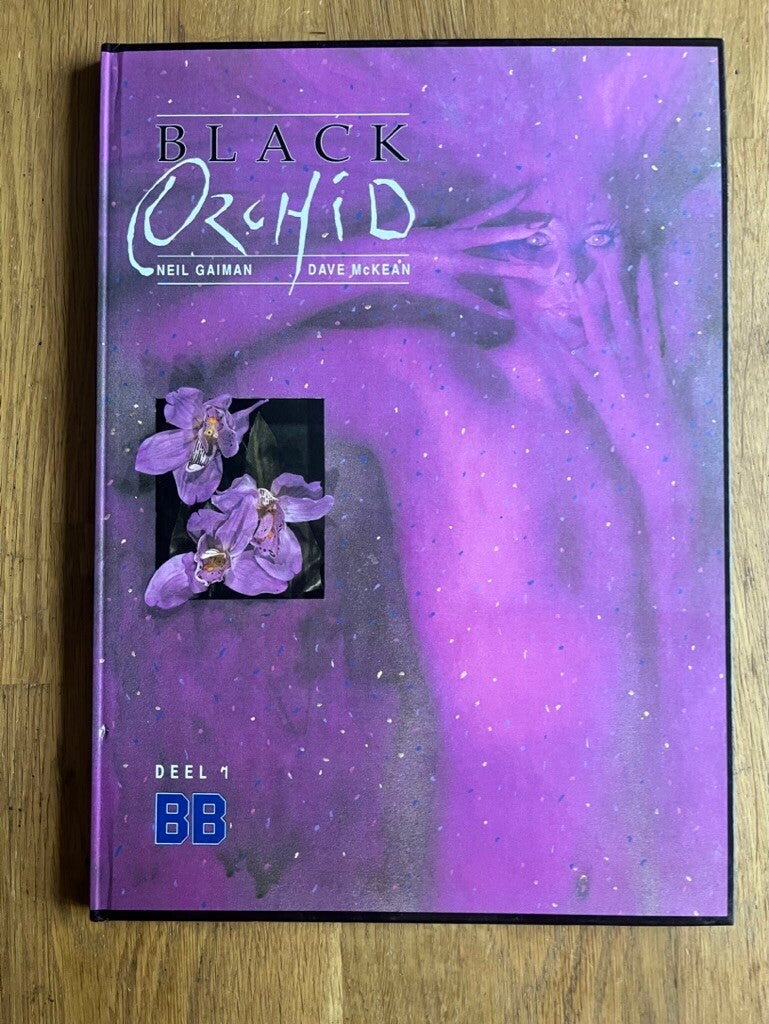 BLACK
ORCHiD
NEIL GAIMAN DAVE McKEAN
DEEL 1
BB